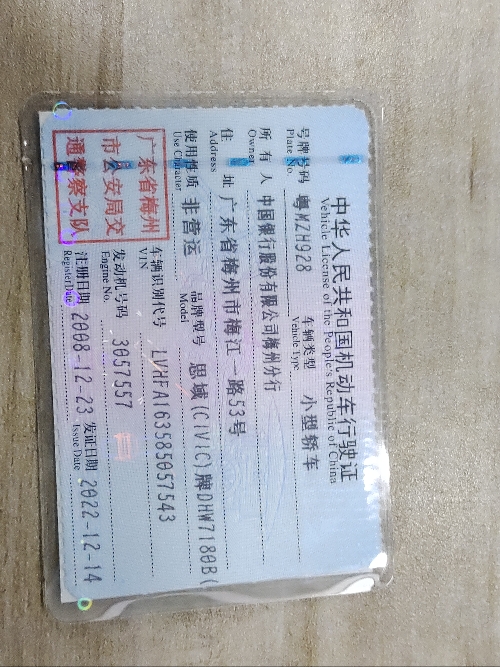 中华人民共和国机动车行驶证
Vehicle License of the People's Republic of China
号牌号码 粤MZH928 车辆类型 小型轿车
Plate No. Vehicle Type
所有人 中国银行股份有限公司梅州分行
Owner
住址 广东省梅州市梅江一路53号
Address
使用性质 非营运 品牌型号 思域(CIVIC)牌DHW7180B(
Use Character Model
广东省梅州
市公安局交
通警察支队
车辆识别代号 LVHFA163585057543
VIN
发动机号码 3057557
Engine No.
注册日期 2008-12-23 发证日期 2022-12-14
Register Date Issue Date